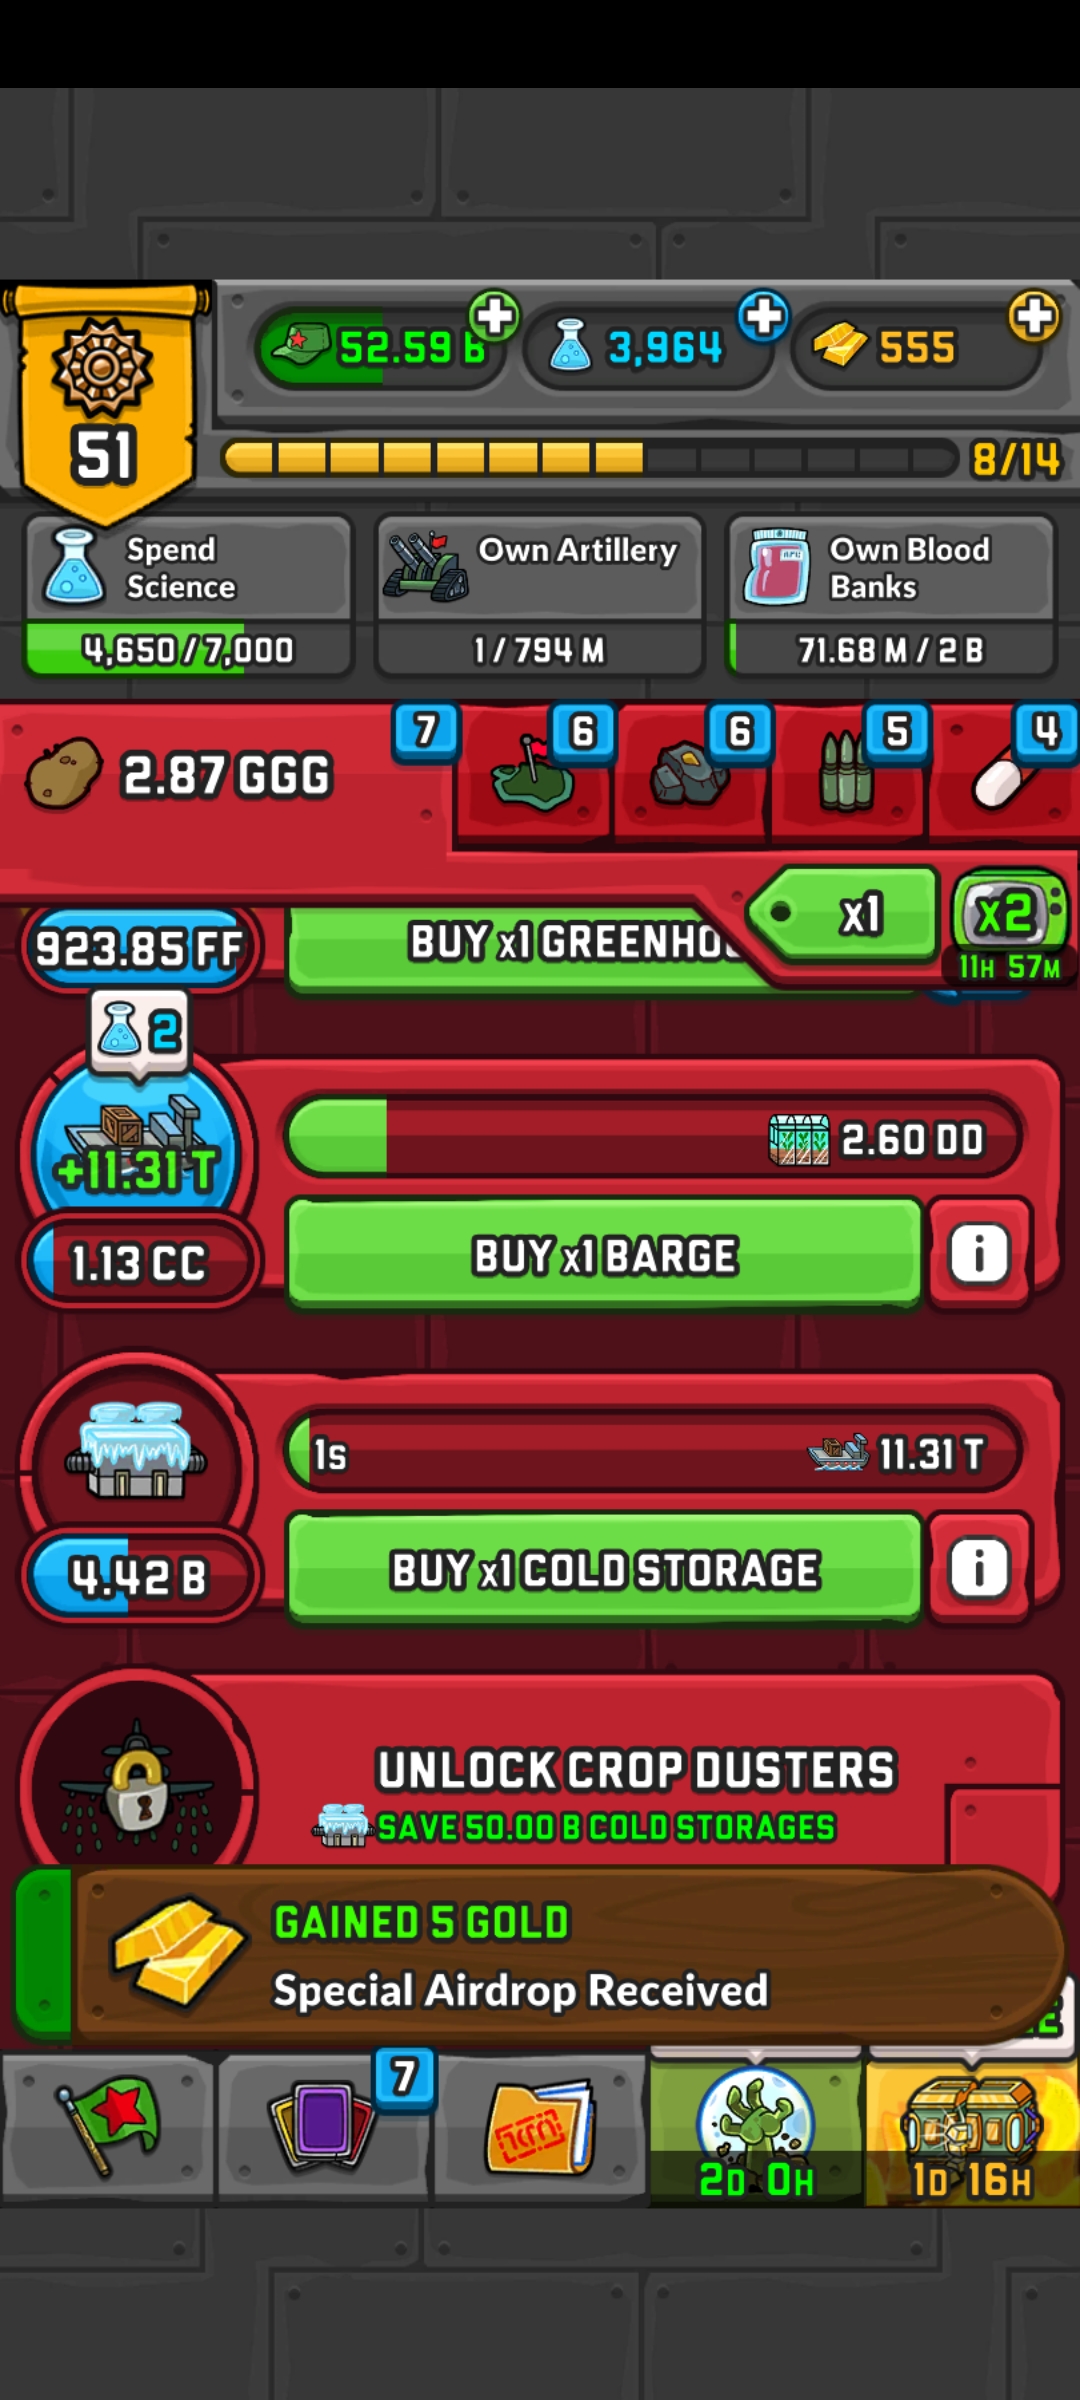 52.59 B
3,964
555
51
8/14
Spend
Science
4,650/7,000
Own Artillery
1/794 M
Own Blood
Banks
71.68 M/2 B
2.87 GGG
7
6
6
5
4
x1
x2
11H 57M
923.85 FF
BUY x1
2
+11.31 T
2.60 DD
1.13 CC
BUY x1 BARGE
i
1s
11.31 T
4.42 B
BUY x1 COLD STORAGE
i
UNLOCK CROP DUSTERS
SAVE 50.00 B COLD STORAGES
GAINED 5 GOLD
Special Airdrop Received
7
2D 0H
1D 16H